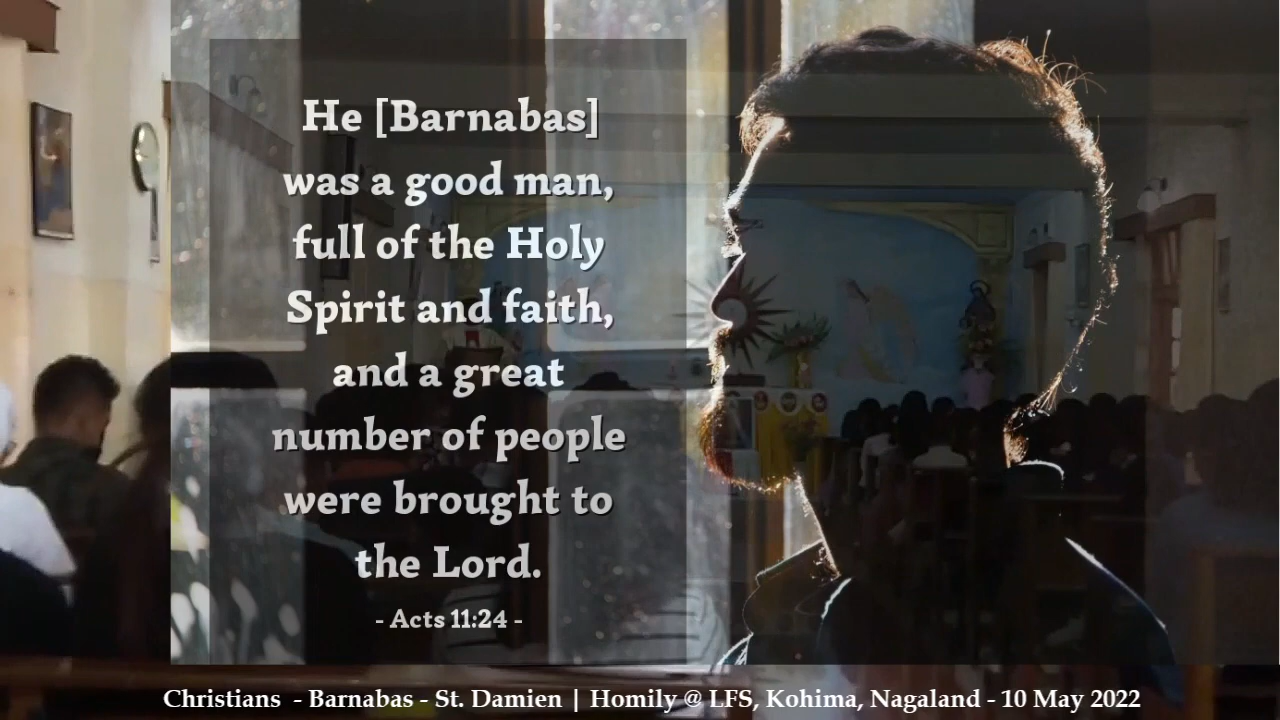 He [Barnabas]
was a good man,
full of the Holy
Spirit and faith,
and a great
number of people
were brought to
the Lord.
- Acts 11:24 -
Christians - Barnabas - St. Damien | Homily @ LFS, Kohima, Nagaland - 10 May 2022